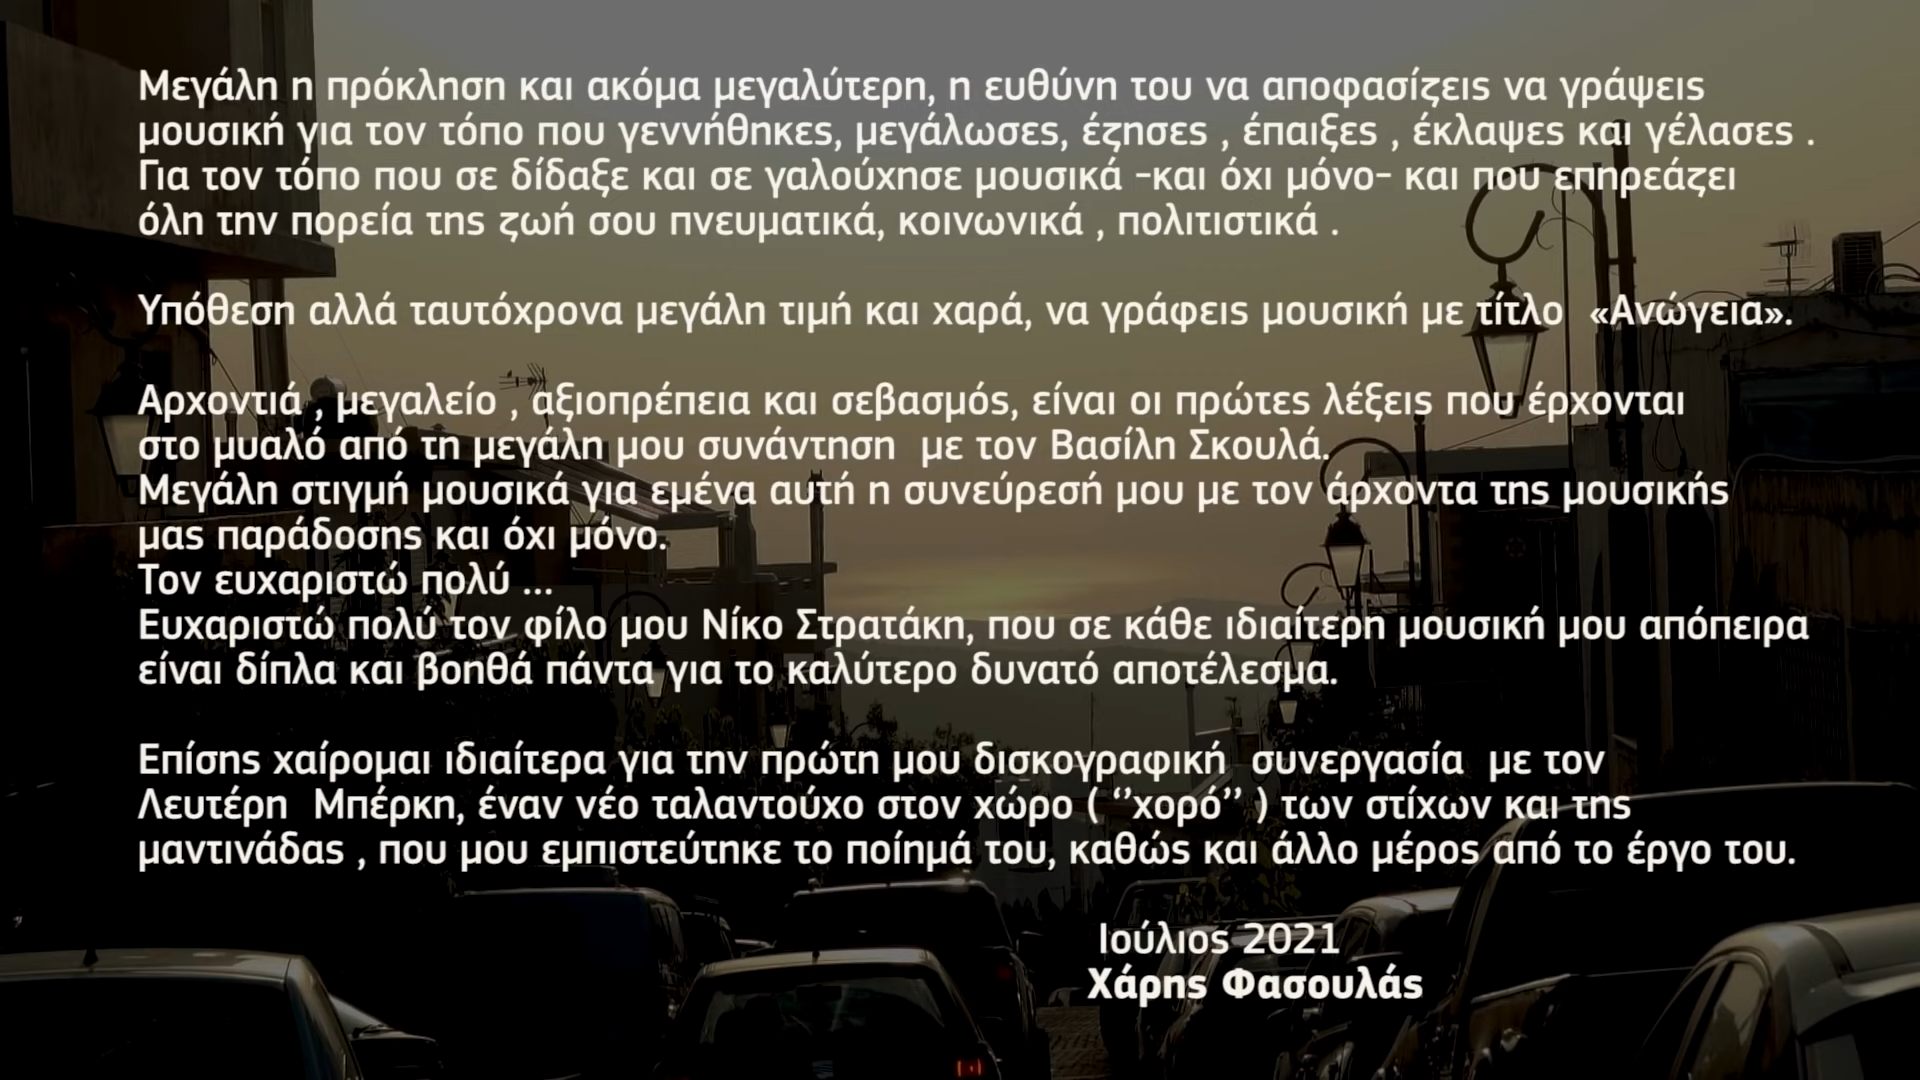 Μεγάλη η πρόκληση και ακόμα μεγαλύτερη, η ευθύνη του να αποφασίζεις να γράψεις
μουσική για τον τόπο που γεννήθηκες, μεγάλωσες, έζησες , έπαιξες , έκλαψες και γέλασες .
Για τον τόπο που σε δίδαξε και σε γαλούχησε μουσικά -και όχι μόνο- και που επηρεάζει
όλη την πορεία της ζωή σου πνευματικά, κοινωνικά , πολιτιστικά .
Υπόθεση αλλά ταυτόχρονα μεγάλη τιμή και χαρά, να γράφεις μουσική με τίτλο «Ανώγεια».
Αρχοντιά , μεγαλείο , αξιοπρέπεια και σεβασμός, είναι οι πρώτες λέξεις που έρχονται
στο μυαλό από τη μεγάλη μου συνάντηση με τον Βασίλη Σκουλά.
Μεγάλη στιγμή μουσικά για εμένα αυτή η συνεύρεσή μου με τον άρχοντα της μουσικής
μας παράδοσης και όχι μόνο.
Τον ευχαριστώ πολύ ...
Ευχαριστώ πολύ τον φίλο μου Νίκο Στρατάκη, που σε κάθε ιδιαίτερη μουσική μου απόπειρα
είναι δίπλα και βοηθά πάντα για το καλύτερο δυνατό αποτέλεσμα.
Επίσης χαίρομαι ιδιαίτερα για την πρώτη μου δισκογραφική συνεργασία με τον
Λευτέρη Μπέρκη, έναν νέο ταλαντούχο στον χώρο ( ‘’χορό’’ ) των στίχων και της
μαντινάδας , που μου εμπιστεύτηκε το ποίημά του, καθώς και άλλο μέρος από το έργο του.
Ιούλιος 2021
Χάρης Φασουλάς